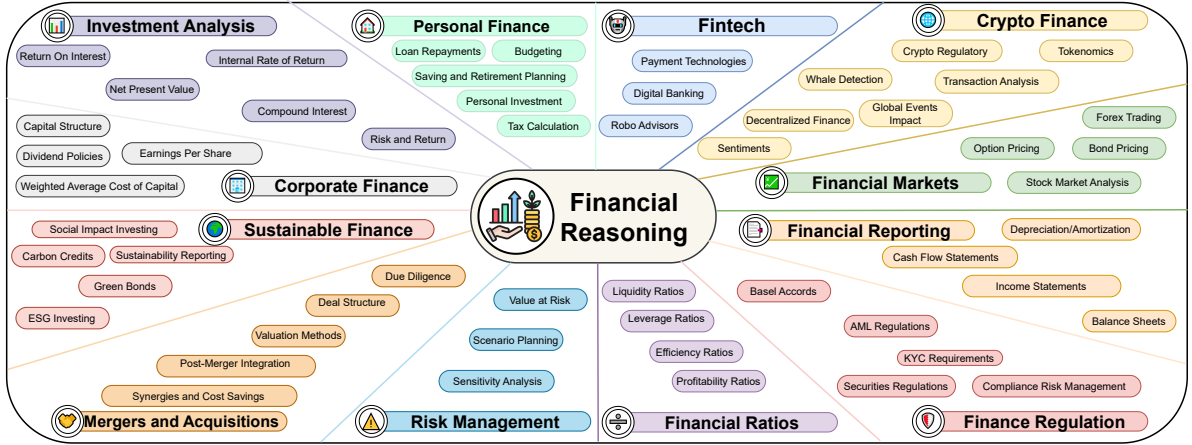 Investment Analysis
Return On Interest
Internal Rate of Return
Net Present Value
Compound Interest
Risk and Return
Personal Finance
Loan Repayments
Budgeting
Saving and Retirement Planning
Personal Investment
Tax Calculation
Fintech
Payment Technologies
Digital Banking
Robo Advisors
Crypto Finance
Crypto Regulatory
Tokenomics
Whale Detection
Transaction Analysis
Decentralized Finance
Global Events
Impact
Sentiments
Capital Structure
Dividend Policies
Earnings Per Share
Weighted Average Cost of Capital
Corporate Finance
Financial
Reasoning
Forex Trading
Option Pricing
Bond Pricing
Financial Markets
Stock Market Analysis
Sustainable Finance
Social Impact Investing
Carbon Credits
Sustainability Reporting
Green Bonds
ESG Investing
Financial Reporting
Depreciation/Amortization
Cash Flow Statements
Income Statements
Balance Sheets
Due Diligence
Deal Structure
Valuation Methods
Post-Merger Integration
Synergies and Cost Savings
Mergers and Acquisitions
Value at Risk
Scenario Planning
Sensitivity Analysis
Risk Management
Liquidity Ratios
Leverage Ratios
Efficiency Ratios
Profitability Ratios
Financial Ratios
Basel Accords
AML Regulations
KYC Requirements
Securities Regulations
Compliance Risk Management
Finance Regulation